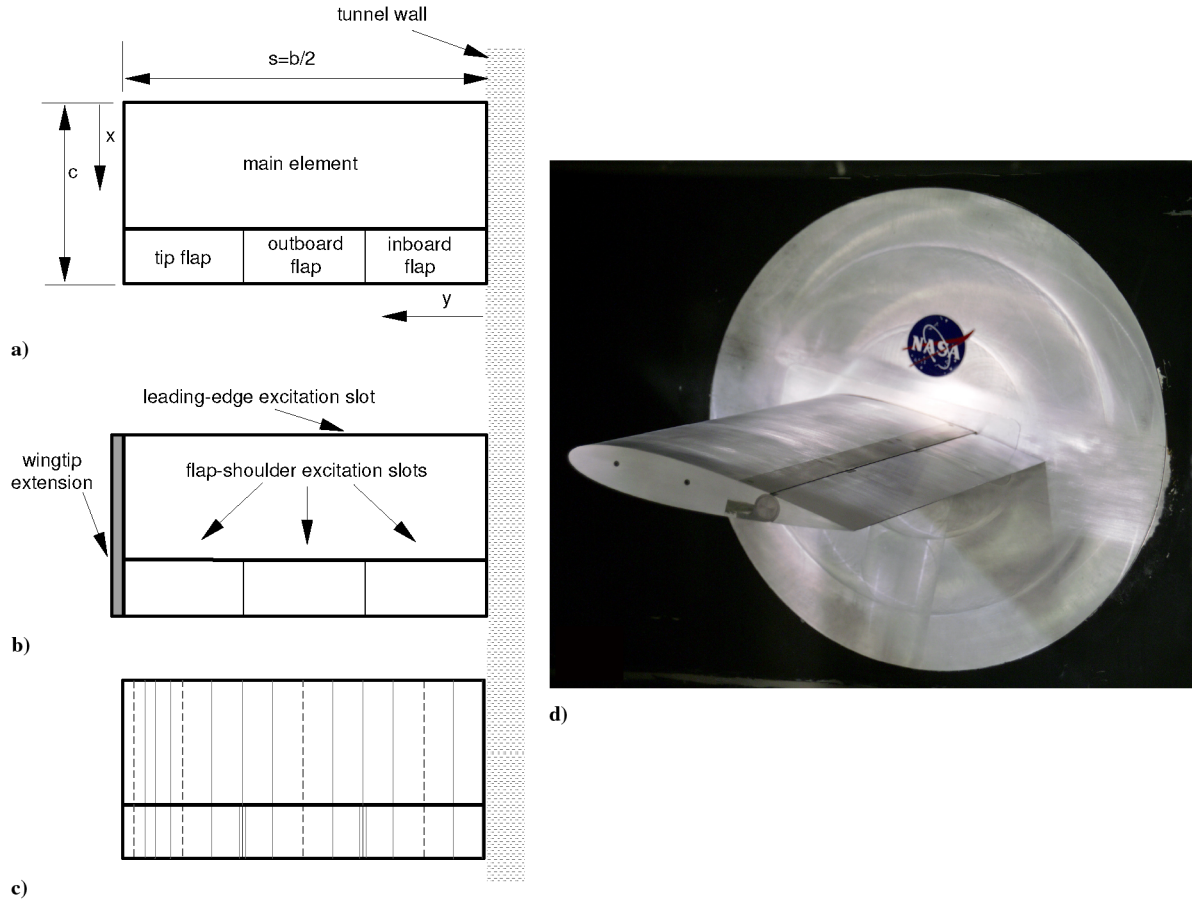 tunnel wall
s=b/2
x
c
main element
tip flap
outboard
flap
inboard
flap
y
a)
leading-edge excitation slot
wingtip
extension
flap-shoulder excitation slots
b)
NASA
d)
c)